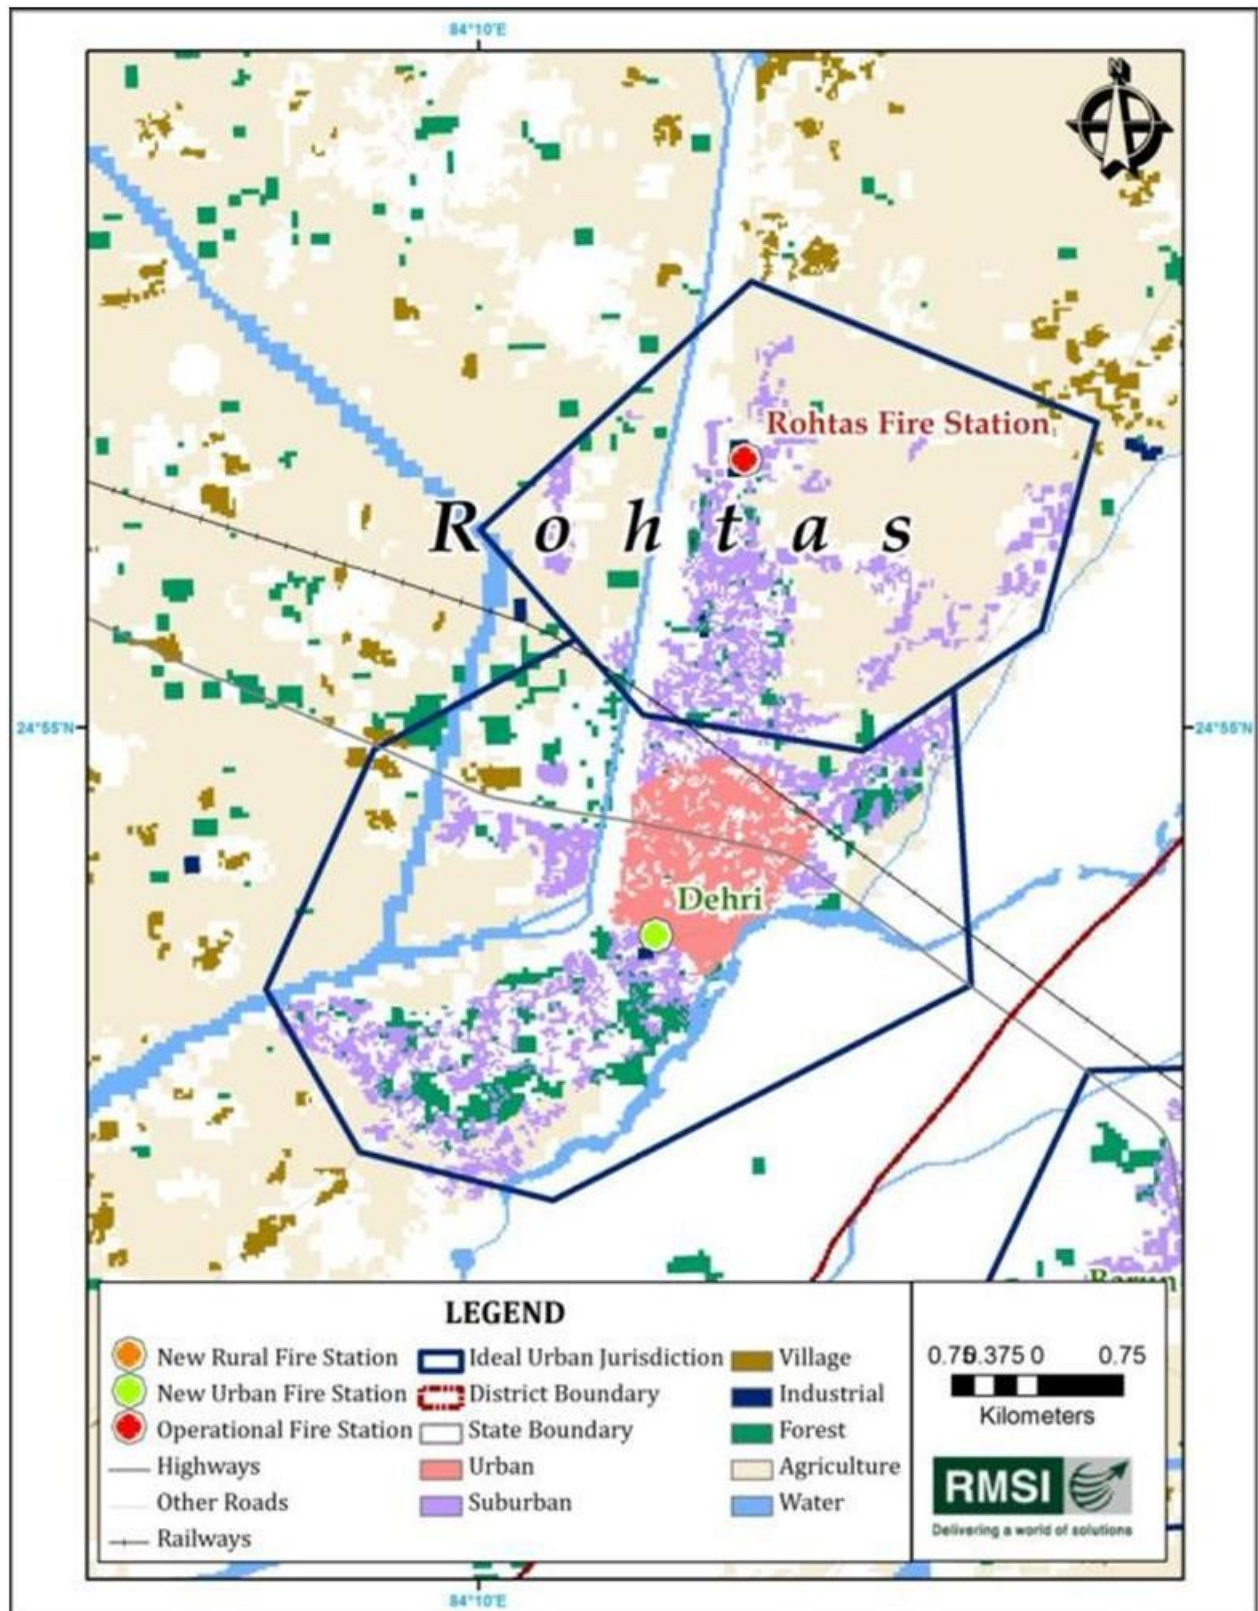 84°10'E
N
Rohtas Fire Station
Rohtas
24°55'N
24°55'N
Dehri
Barun
LEGEND
New Rural Fire Station
New Urban Fire Station
Operational Fire Station
Highways
Other Roads
Railways
Ideal Urban Jurisdiction
District Boundary
State Boundary
Urban
Suburban
Village
Industrial
Forest
Agriculture
Water
0.75 0.375 0 0.75
Kilometers
RMSI
Delivering a world of solutions
84°10'E